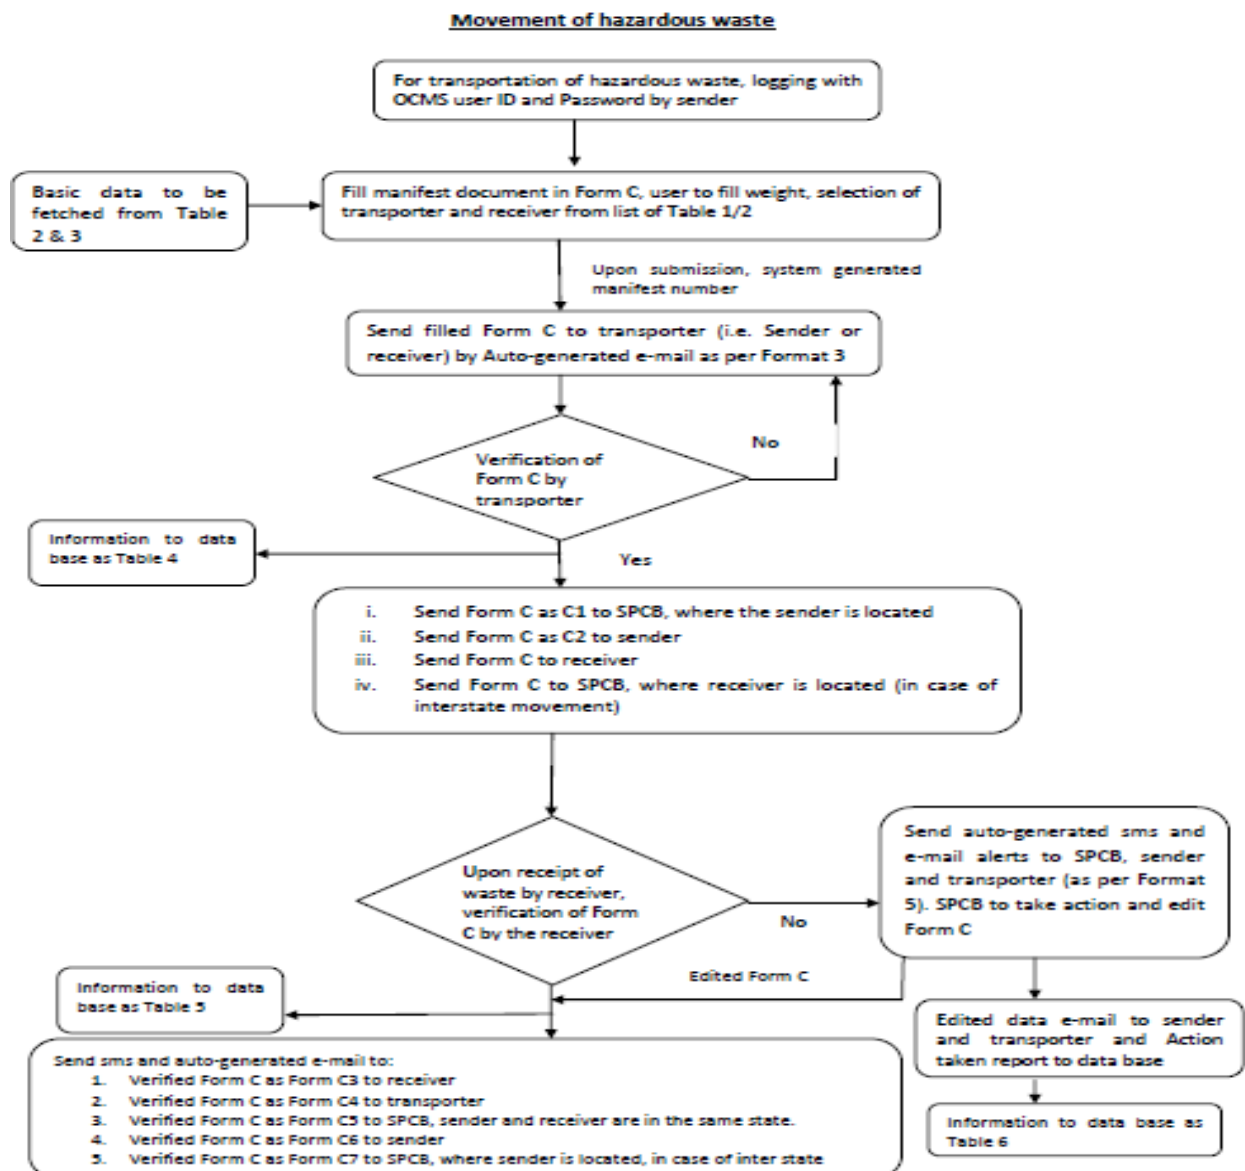 Movement of hazardous waste
For transportation of hazardous waste, logging with
OCMS user ID and Password by sender
Basic data to be
fetched from Table
2 & 3
Fill manifest document in Form C, user to fill weight, selection of
transporter and receiver from list of Table 1/2
Upon submission, system generated
manifest number
Send filled Form C to transporter (i.e. Sender or
receiver) by Auto-generated e-mail as per Format 3
No
Verification of
Form C by
transporter
Information to data
base as Table 4
Yes
i. Send Form C as C1 to SPCB, where the sender is located
ii. Send Form C as C2 to sender
iii. Send Form C to receiver
iv. Send Form C to SPCB, where receiver is located (in case of
interstate movement)
Upon receipt of
waste by receiver,
verification of Form
C by the receiver
No
Send auto-generated sms and
e-mail alerts to SPCB, sender
and transporter (as per Format
5). SPCB to take action and edit
Form C
Edited Form C
Information to data
base as Table 5
Edited data e-mail to sender
and transporter and Action
taken report to data base
Send sms and auto-generated e-mail to:
1. Verified Form C as Form C3 to receiver
2. Verified Form C as Form C4 to transporter
3. Verified Form C as Form C5 to SPCB, sender and receiver are in the same state.
4. Verified Form C as Form C6 to sender
5. Verified Form C as Form C7 to SPCB, where sender is located, in case of inter state
Information to data base as
Table 6